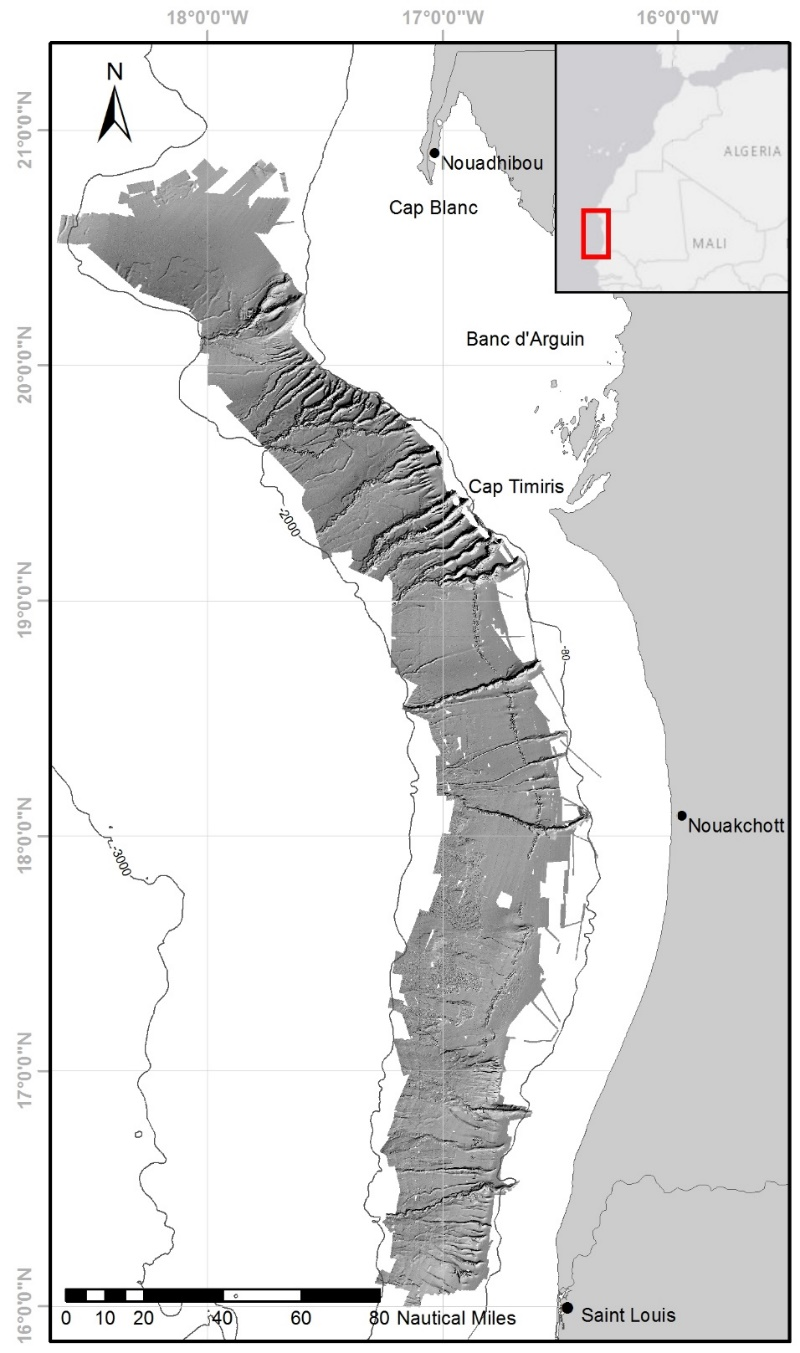 18°0'0"W 17°0'0"W 16°0'0"W
N
21°0'0"N
Nouadhibou
Cap Blanc
ALGERIA
MALI
Banc d'Arguin
20°0'0"N
Cap Timiris
-2000
19°0'0"N
-80
Nouakchott
18°0'0"N
-3000
17°0'0"N
16°0'0"N
0 10 20 40 60 80 Nautical Miles
Saint Louis